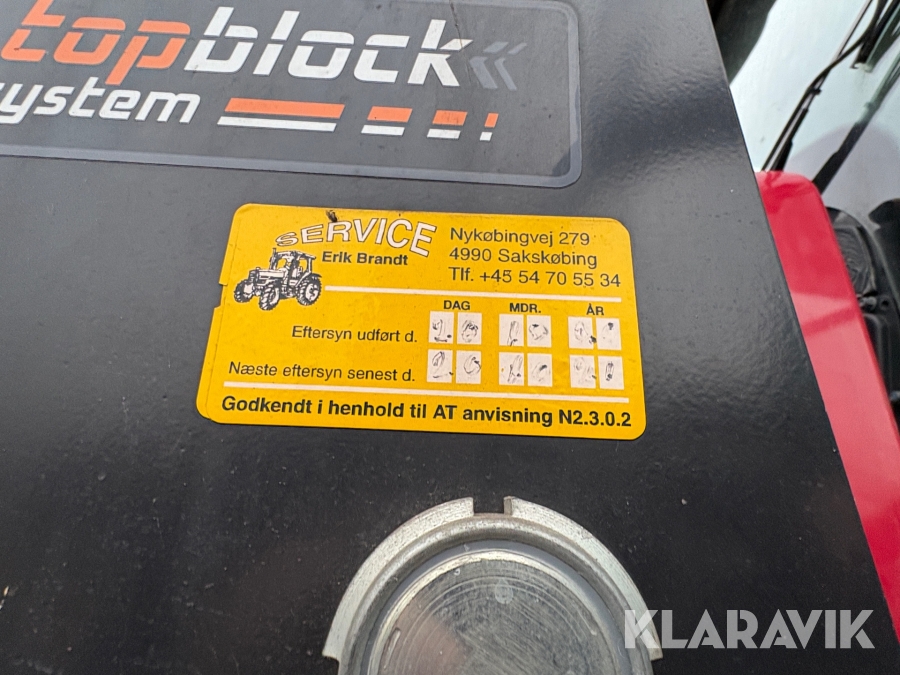 topblock
system
SERVICE
Erik Brandt
Nykøbingvej 279
4990 Sakskøbing
Tlf. +45 54 70 55 34
DAG MDR. ÅR
Eftersyn udført d.
Næste eftersyn senest d.
Godkendt i henhold til AT anvisning N2.3.0.2
KLARAVIK